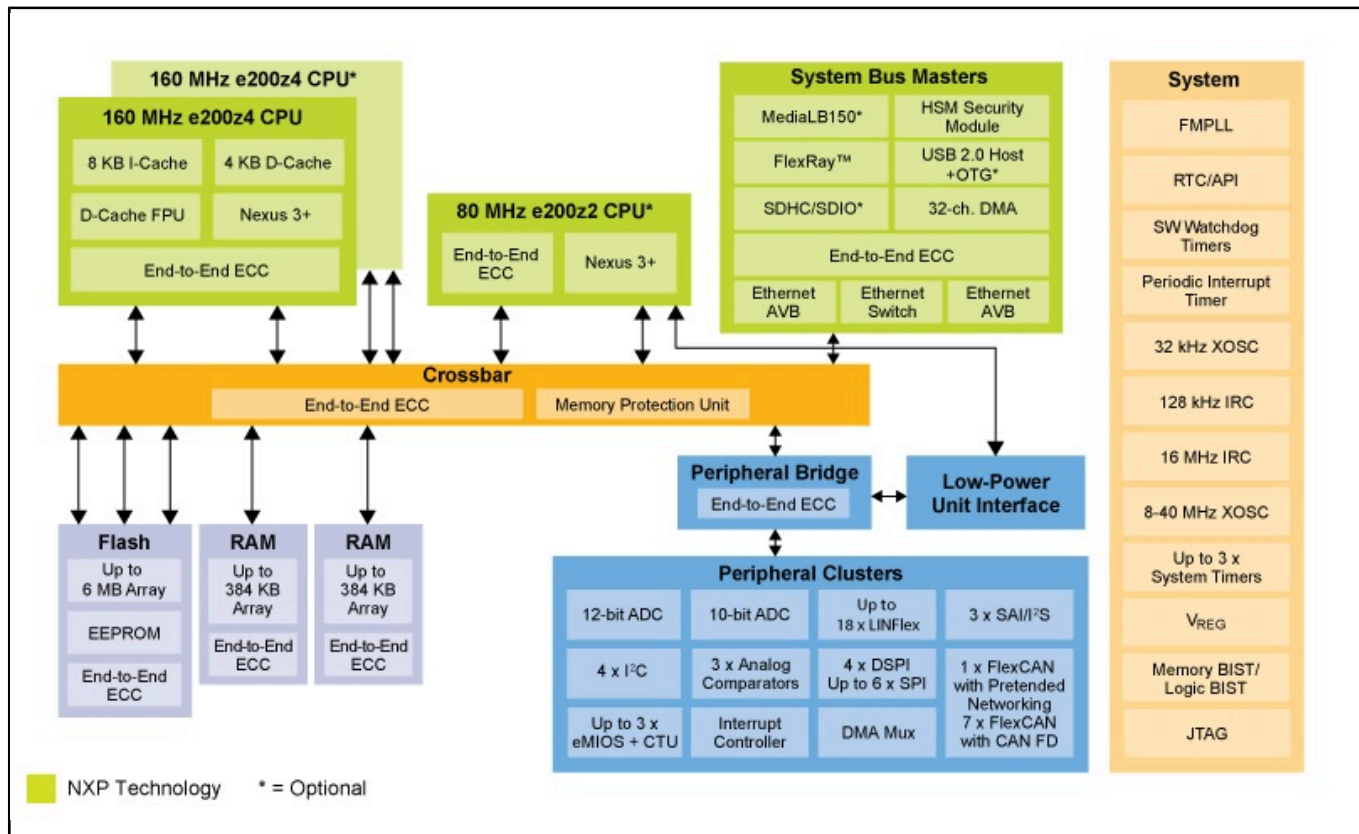 160 MHz e200z4 CPU*
160 MHz e200z4 CPU
8 KB I-Cache
4 KB D-Cache
D-Cache FPU
Nexus 3+
End-to-End ECC
80 MHz e200z2 CPU*
End-to-End
ECC
Nexus 3+
System Bus Masters
MediaLB150*
HSM Security
Module
FlexRay™
USB 2.0 Host
+OTG*
SDHC/SDIO*
32-ch. DMA
End-to-End ECC
Ethernet
AVB
Ethernet
Switch
Ethernet
AVB
Crossbar
End-to-End ECC
Memory Protection Unit
Flash
Up to
6 MB Array
EEPROM
End-to-End
ECC
RAM
Up to
384 KB
Array
End-to-End
ECC
RAM
Up to
384 KB
Array
End-to-End
ECC
Peripheral Bridge
End-to-End ECC
Low-Power
Unit Interface
Peripheral Clusters
12-bit ADC
10-bit ADC
Up to
18 x LINFlex
3 x SAI/I²S
4 x I²C
3 x Analog
Comparators
4 x DSPI
Up to 6 x SPI
1 x FlexCAN
with Pretended
Networking
7 x FlexCAN
with CAN FD
Up to 3 x
eMIOS + CTU
Interrupt
Controller
DMA Mux
System
FMPLL
RTC/API
SW Watchdog
Timers
Periodic Interrupt
Timer
32 kHz XOSC
128 kHz IRC
16 MHz IRC
8-40 MHz XOSC
Up to 3 x
System Timers
VREG
Memory BIST/
Logic BIST
JTAG
NXP Technology
* = Optional